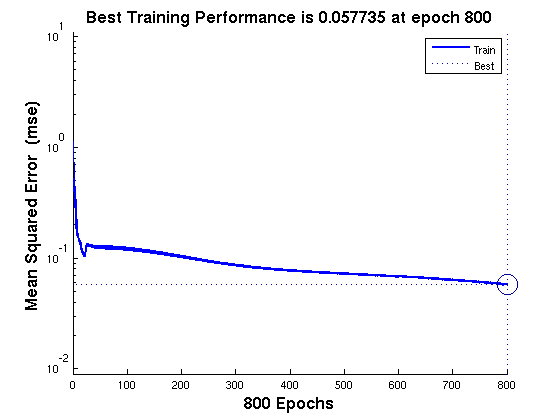 Best Training Performance is 0.057735 at epoch 800
10^1
10^0
10^-1
10^-2
Mean Squared Error (mse)
Train
Best
0 100 200 300 400 500 600 700 800
800 Epochs